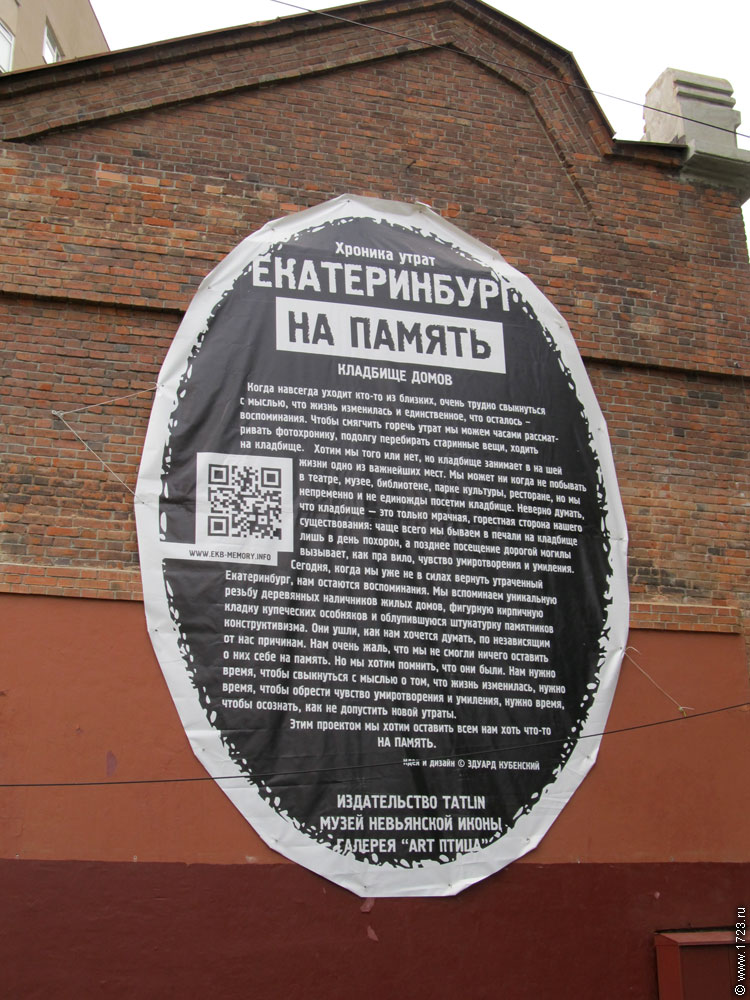 Хроника утрат
ЕКАТЕРИНБУРГ
НА ПАМЯТЬ
КЛАДБИЩЕ ДОМОВ
Когда навсегда уходит кто-то из близких, очень трудно свыкнуться
с мыслью, что жизнь изменилась и единственное, что осталось –
воспоминания. Чтобы смягчить горечь утрат мы можем часами рассмат-
ривать фотохронику, подолгу перебирать старинные вещи, ходить
на кладбище. Хотим мы того или нет, но кладбище занимает в на шей
жизни одно из важнейших мест. Мы может ни когда не побывать
в театре, музее, библиотеке, парке культуры, ресторане, но мы
непременно и не единожды посетим кладбище. Неверно думать,
что кладбище — это только мрачная, горестная сторона нашего
существования: чаще всего мы бываем в печали на кладбище
лишь в день похорон, а позднее посещение дорогой могилы
вызывает, как пра вило, чувство умиротворения и умиления.
WWW.EKB-MEMORY.INFO
Сегодня, когда мы уже не в силах вернуть утраченный
Екатеринбург, нам остаются воспоминания. Мы вспоминаем уникальную
резьбу деревянных наличников жилых домов, фигурную кирпичную
кладку купеческих особняков и облупившуюся штукатурку памятников
конструктивизма. Они ушли, как нам хочется думать, по независящим
от нас причинам. Нам очень жаль, что мы не смогли ничего оставить
о них себе на память. Но мы хотим помнить, что они были. Нам нужно
время, чтобы свыкнуться с мыслью о том, что жизнь изменилась, нужно
время, чтобы обрести чувство умиротворения и умиления, нужно время,
чтобы осознать, как не допустить новой утраты.
Этим проектом мы хотим оставить всем нам хоть что-то
НА ПАМЯТЬ.
идея и дизайн © ЭДУАРД КУБЕНСКИЙ
ИЗДАТЕЛЬСТВО TATLIN
МУЗЕЙ НЕВЬЯНСКОЙ ИКОНЫ
ГАЛЕРЕЯ "ART ПТИЦА"
© www.1723.ru